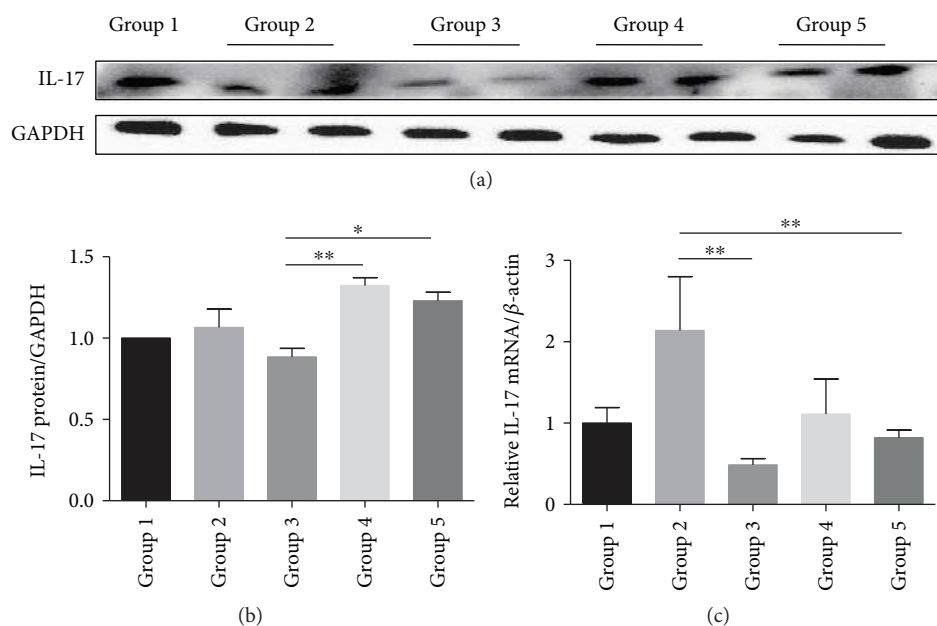 Group 1 Group 2 Group 3 Group 4 Group 5
IL-17
GAPDH
(a)
IL-17 protein/GAPDH
1.5
1.0
0.5
0.0
*
**
Group 1
Group 2
Group 3
Group 4
Group 5
(b)
Relative IL-17 mRNA/β-actin
3
2
1
0
**
**
Group 1
Group 2
Group 3
Group 4
Group 5
(c)